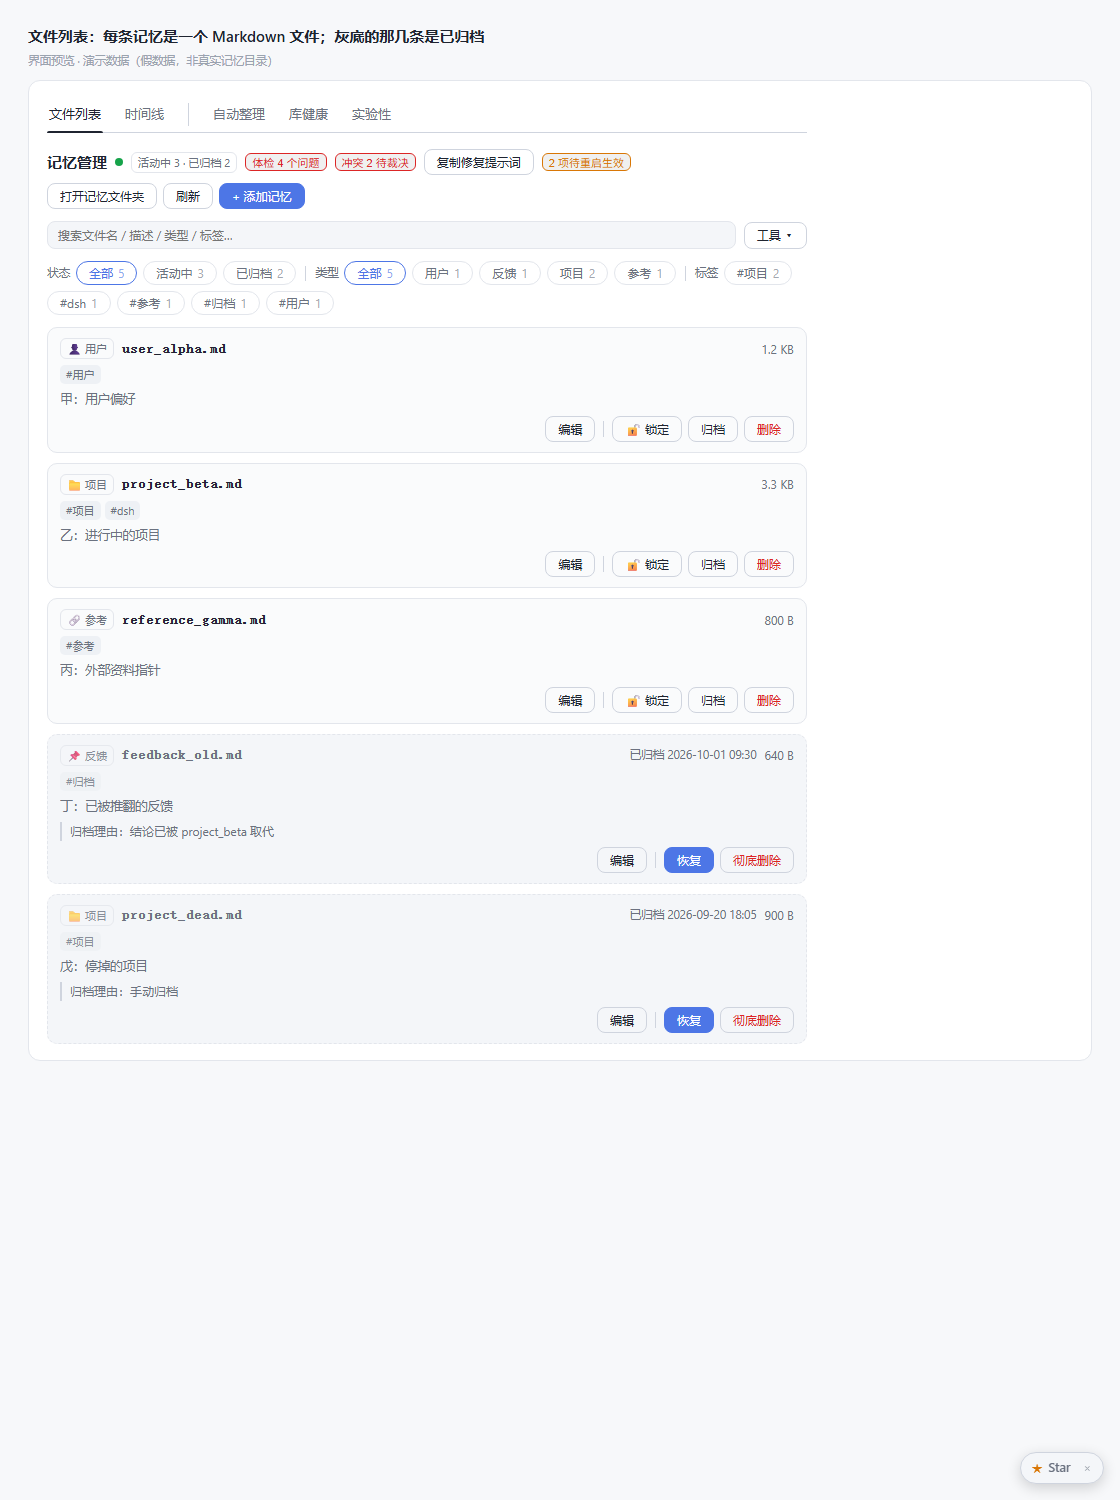 文件列表：每条记忆是一个 Markdown 文件；灰底的那几条是已归档
界面预览 · 演示数据（假数据，非真实记忆目录）
文件列表 时间线 自动整理 库健康 实验性
记忆管理 活动中 3 · 已归档 2 体检 4 个问题 冲突 2 待裁决 复制修复提示词 2 项待重启生效
打开记忆文件夹 刷新 + 添加记忆
搜索文件名 / 描述 / 类型 / 标签... 工具
状态 全部 5 活动中 3 已归档 2 类型 全部 5 用户 1 反馈 1 项目 2 参考 1 标签 #项目 2
#dsh 1 #参考 1 #归档 1 #用户 1
用户 user_alpha.md 1.2 KB
#用户
甲：用户偏好
编辑 锁定 归档 删除
项目 project_beta.md 3.3 KB
#项目 #dsh
乙：进行中的项目
编辑 锁定 归档 删除
参考 reference_gamma.md 800 B
#参考
丙：外部资料指针
编辑 锁定 归档 删除
反馈 feedback_old.md 已归档 2026-10-01 09:30 640 B
#归档
丁：已被推翻的反馈
归档理由：结论已被 project_beta 取代
编辑 恢复 彻底删除
项目 project_dead.md 已归档 2026-09-20 18:05 900 B
#项目
戊：停掉的项目
归档理由：手动归档
编辑 恢复 彻底删除
★ Star ×